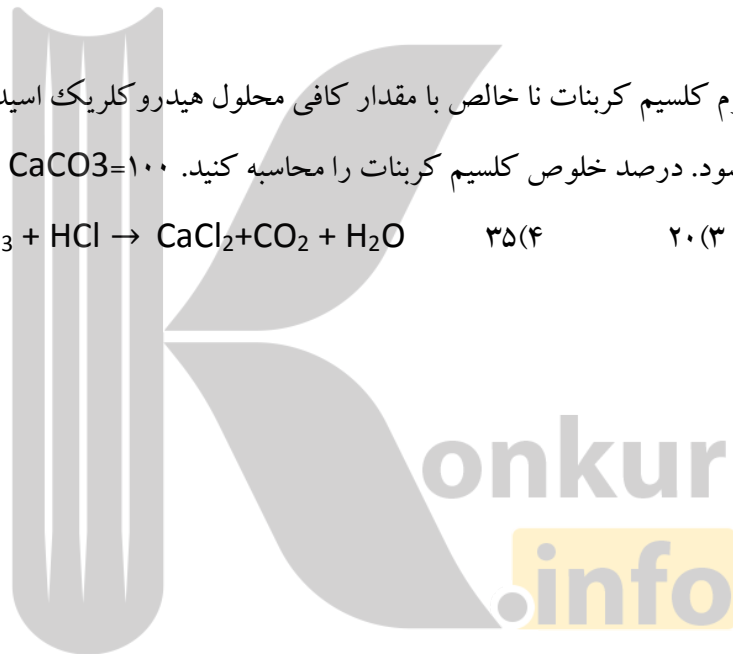 کلسیم کربنات نا خالص با مقدار کافی محلول هیدروکلریک اسید
درصد خلوص کلسیم کربنات را محاسبه کنید. CaCO3=۱۰۰
3 + HCl → CaCl2+CO2 + H2O ۳۵(۴ ۲۰(۳
onkur
.info